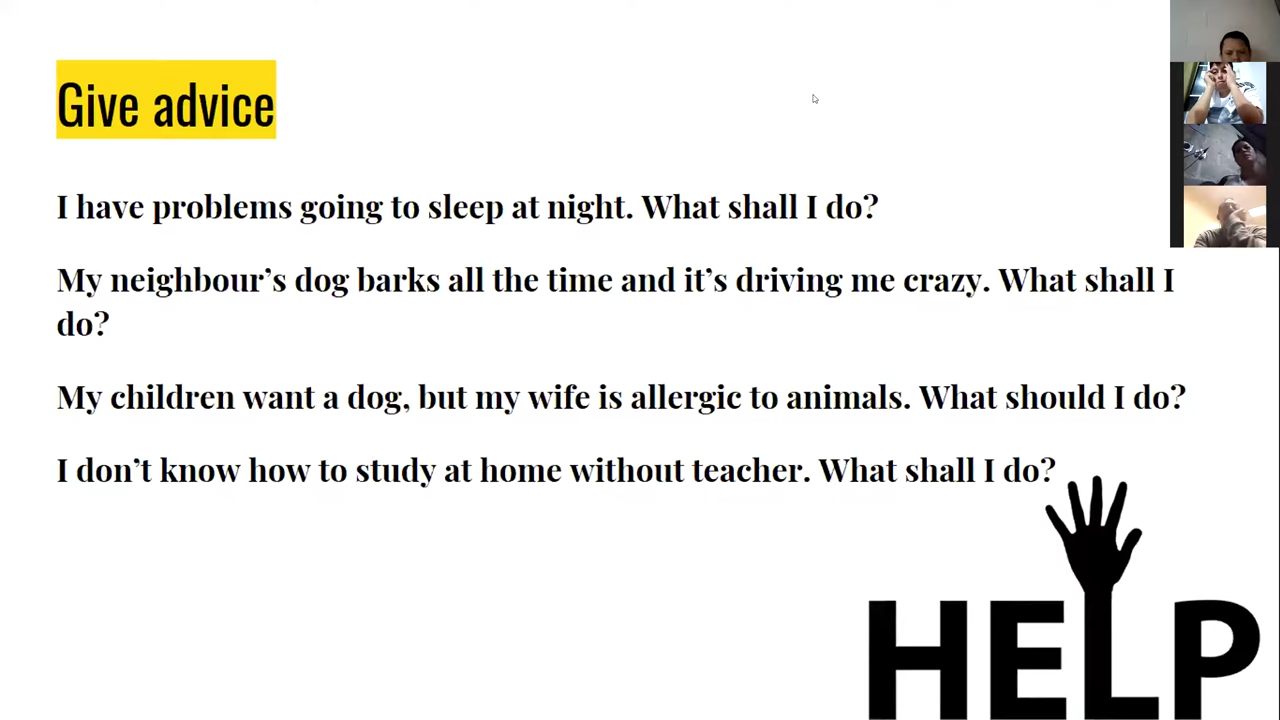 Give advice
I have problems going to sleep at night. What shall I do?
My neighbour’s dog barks all the time and it’s driving me crazy. What shall I
do?
My children want a dog, but my wife is allergic to animals. What should I do?
I don’t know how to study at home without teacher. What shall I do?
HELP